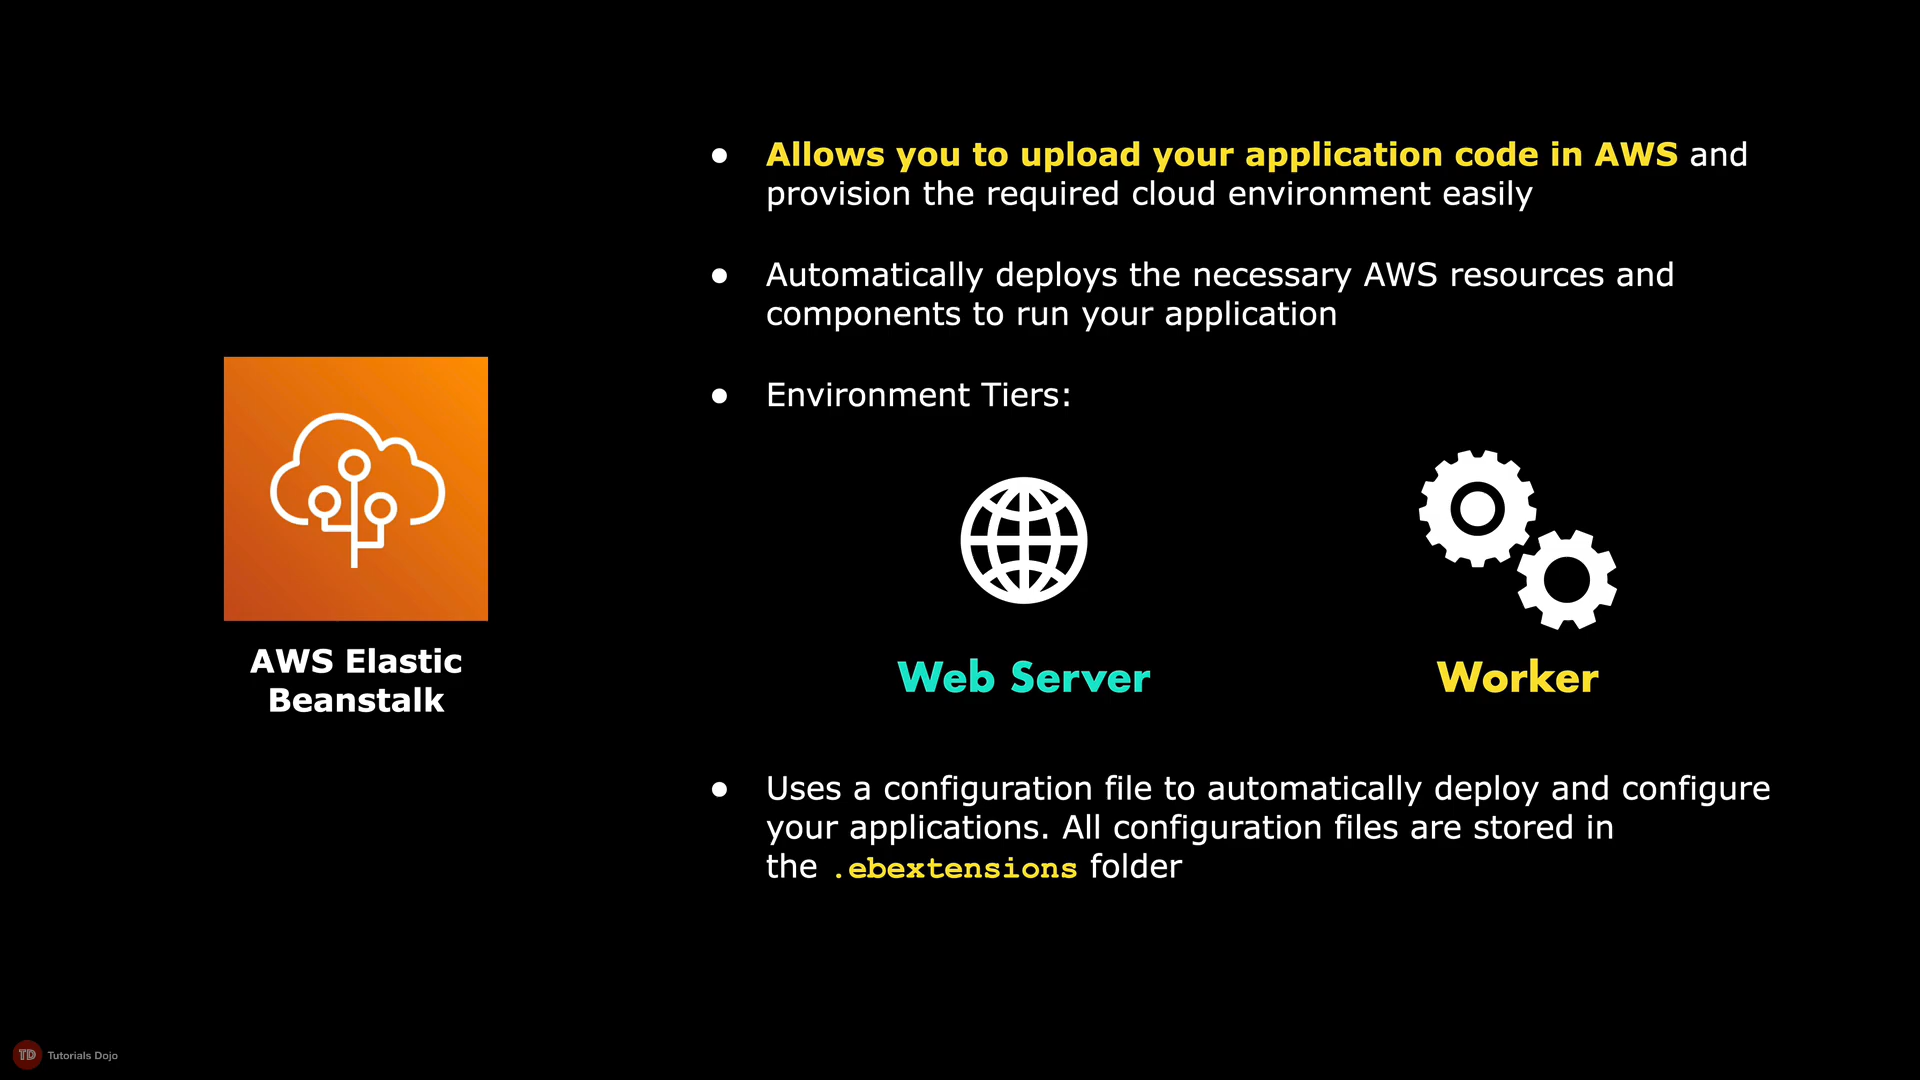 ● Allows you to upload your application code in AWS and
provision the required cloud environment easily
● Automatically deploys the necessary AWS resources and
components to run your application
● Environment Tiers:
AWS Elastic
Beanstalk
Web Server
Worker
● Uses a configuration file to automatically deploy and configure
your applications. All configuration files are stored in
the .ebextensions folder
TD Tutorials Dojo